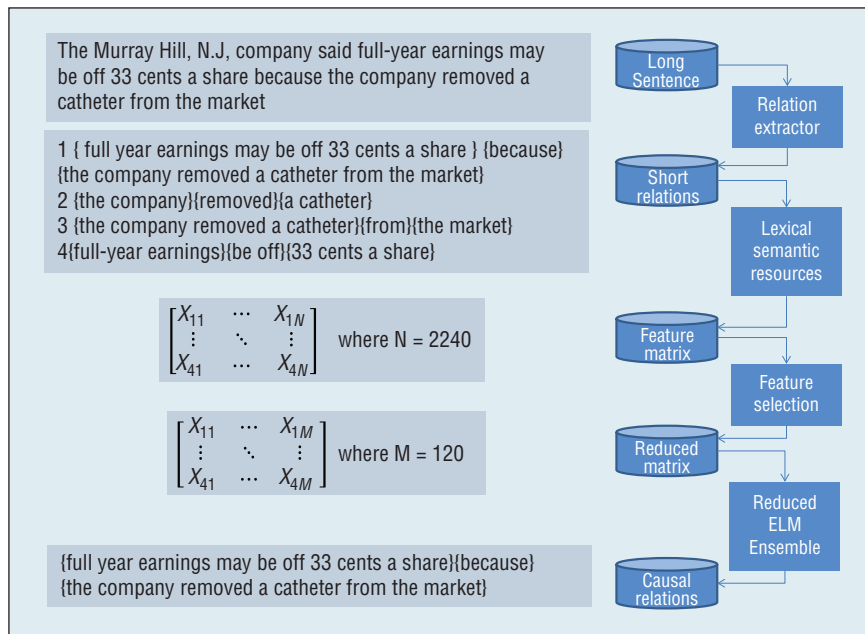 The Murray Hill, N.J, company said full-year earnings may
be off 33 cents a share because the company removed a
catheter from the market
Long
Sentence
Relation
extractor
1 { full year earnings may be off 33 cents a share } {because}
{the company removed a catheter from the market}
2 {the company}{removed}{a catheter}
3 {the company removed a catheter}{from}{the market}
4{full-year earnings}{be off}{33 cents a share}
Short
relations
Lexical
semantic
resources
X11 ⋯ X1N
⋮ ⋱ ⋮
X41 ... X4N
where N = 2240
Feature
matrix
Feature
selection
X11 ⋯ X1M
⋮ ⋱ ⋮
X41 ⋯ X4M
where M = 120
Reduced
matrix
Reduced
ELM
Ensemble
{full year earnings may be off 33 cents a share}{because}
{the company removed a catheter from the market}
Causal
relations